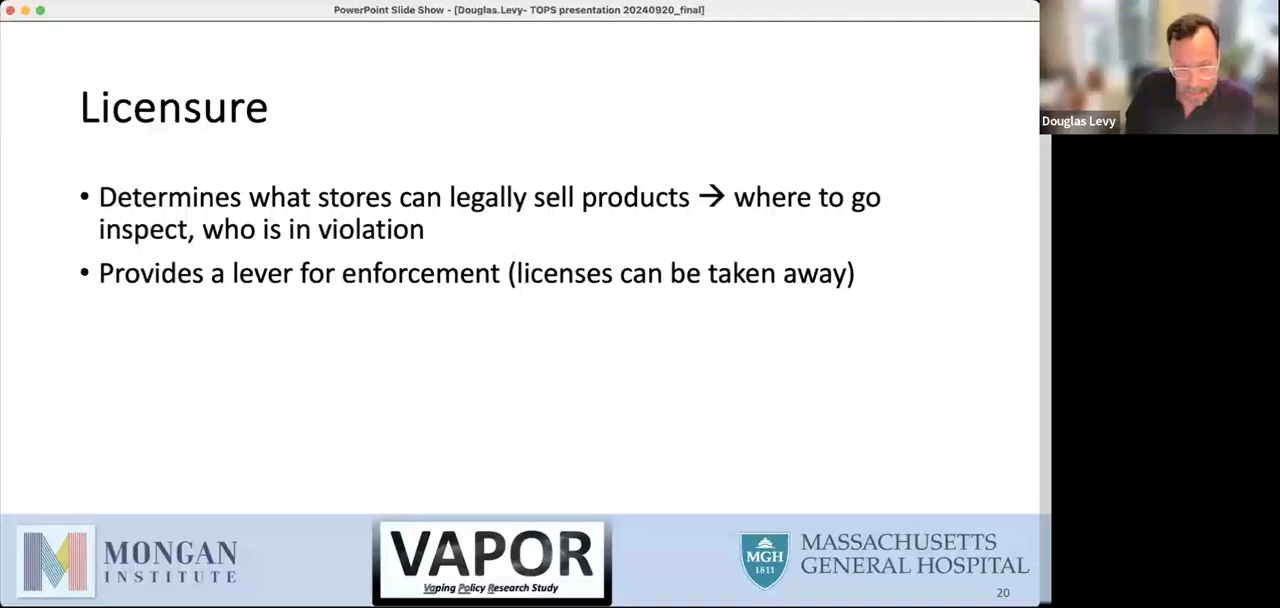 PowerPoint Slide Show - [Douglas.Levy- TOPS presentation 20240920_final]
Licensure
• Determines what stores can legally sell products → where to go
inspect, who is in violation
• Provides a lever for enforcement (licenses can be taken away)
Douglas Levy
MONGAN
INSTITUTE
VAPOR
Vaping Policy Research Study
MGH
1811
MASSACHUSETTS
GENERAL HOSPITAL
20